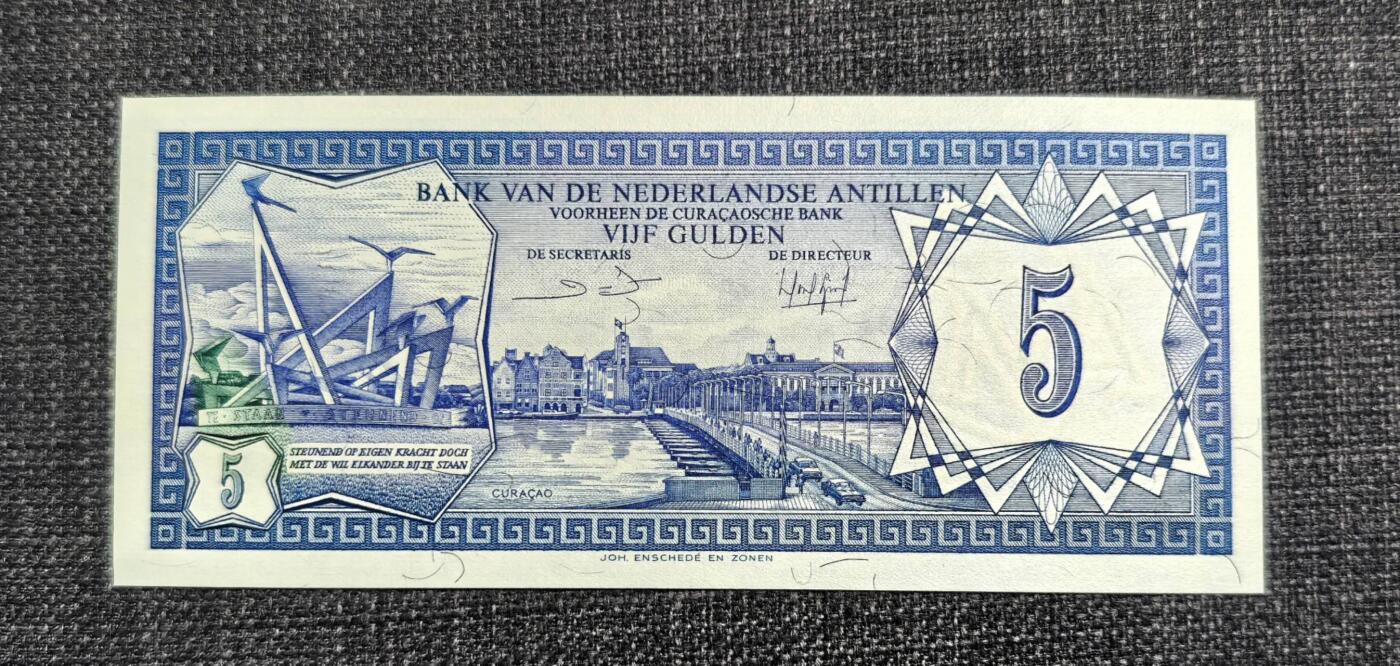 BANK VAN DE NEDERLANDSE ANTILLEN
VOORHEEN DE CURAÇAOSCHE BANK
VIJF GULDEN
DE SECRETARIS
DE DIRECTEUR
5
STEUNEND OP EIGEN KRACHT DOCH
MET DE WIL ELKANDER BIJ TE STAAN
5
CURAÇAO
JOH. ENSCHEDÉ EN ZONEN